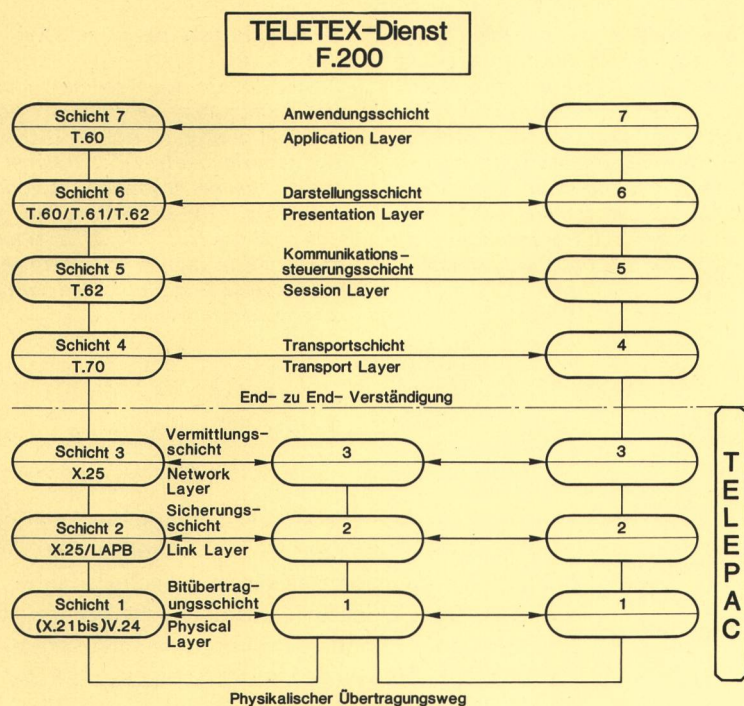 TELETEX-Dienst
F.200
Schicht 7
T.60
Anwendungsschicht
Application Layer
7
Schicht 6
T.60/T.61/T.62
Darstellungsschicht
Presentation Layer
6
Schicht 5
T.62
Kommunikations-
steuerungsschicht
Session Layer
5
Schicht 4
T.70
Transportschicht
Transport Layer
4
End- zu End- Verständigung
Schicht 3
X.25
Vermittlungs-
schicht
Network
Layer
3
3
Schicht 2
X.25/LAPB
Sicherungs-
schicht
Link Layer
2
2
Schicht 1
(X.21bis)V.24
Bitübertrag-
ungsschicht
Physical
Layer
1
1
TELEPAC
Physikalischer Übertragungsweg